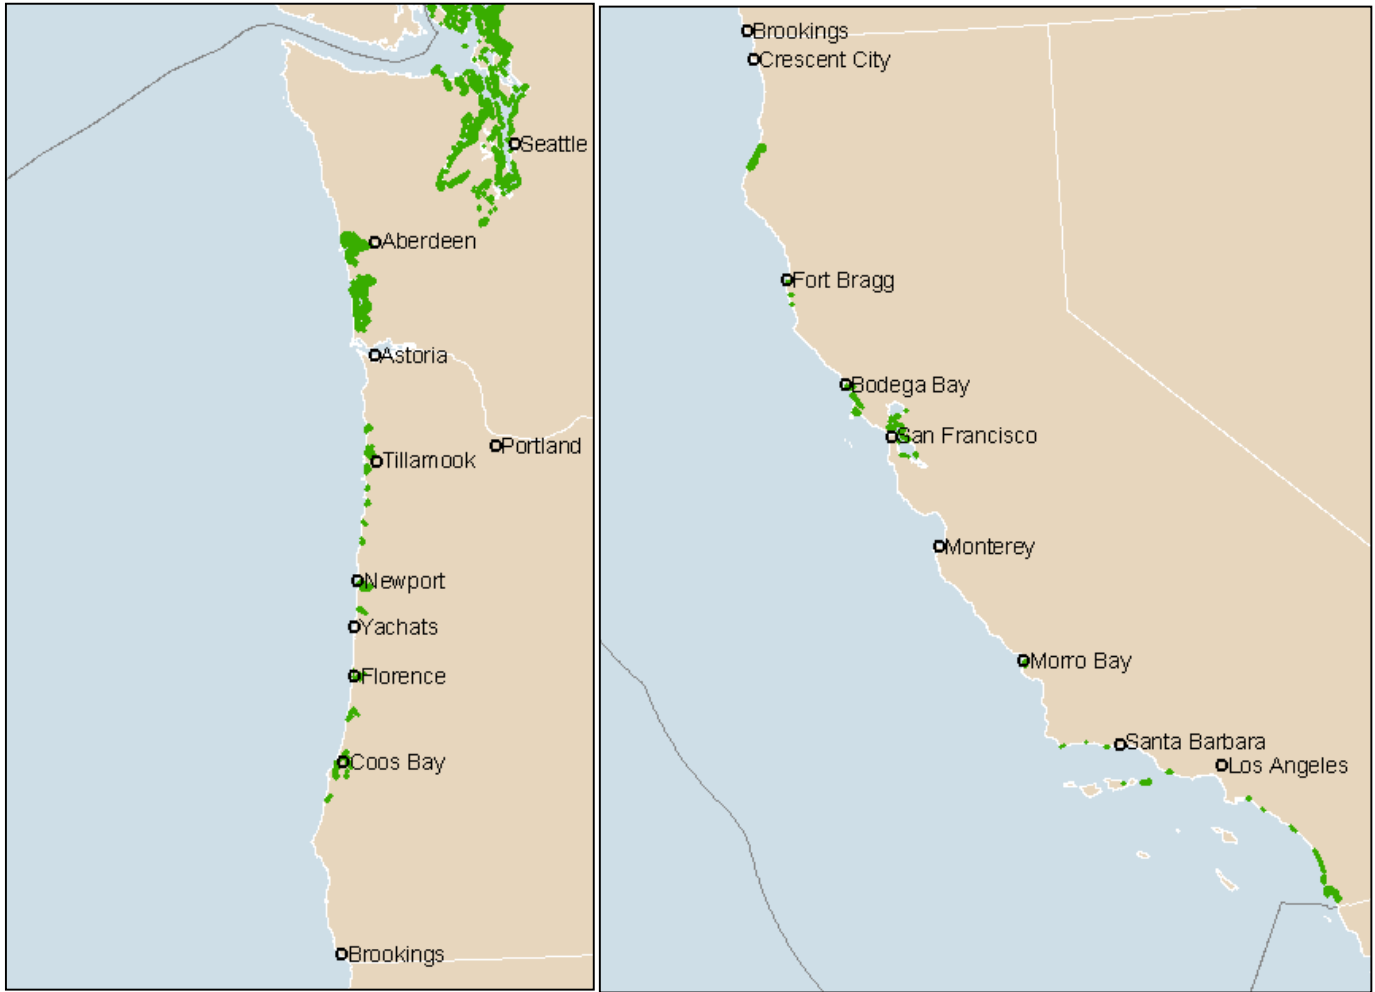 Seattle
Aberdeen
Astoria
Portland
Tillamook
Newport
Yachats
Florence
Coos Bay
Brookings
Brookings
Crescent City
Fort Bragg
Bodega Bay
San Francisco
Monterey
Morro Bay
Santa Barbara
Los Angeles